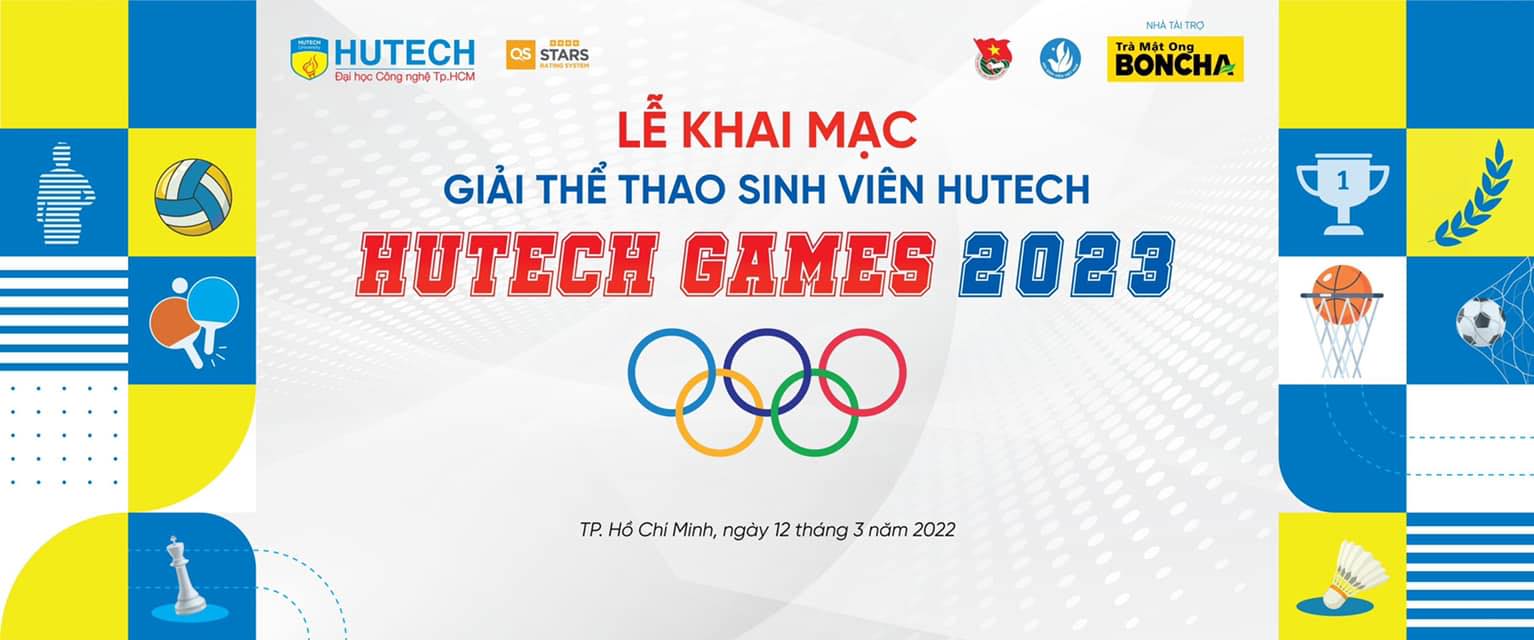 HUTECH
University
HUTECH
Đại học Công nghệ Tp.HCM
QS
STARS
RATING SYSTEM
NHÀ TÀI TRỢ
Trà Mật Ong
BONCHA
LỄ KHAI MẠC
GIẢI THỂ THAO SINH VIÊN HUTECH
HUTECH GAMES 2023
1
TP. Hồ Chí Minh, ngày 12 tháng 3 năm 2022